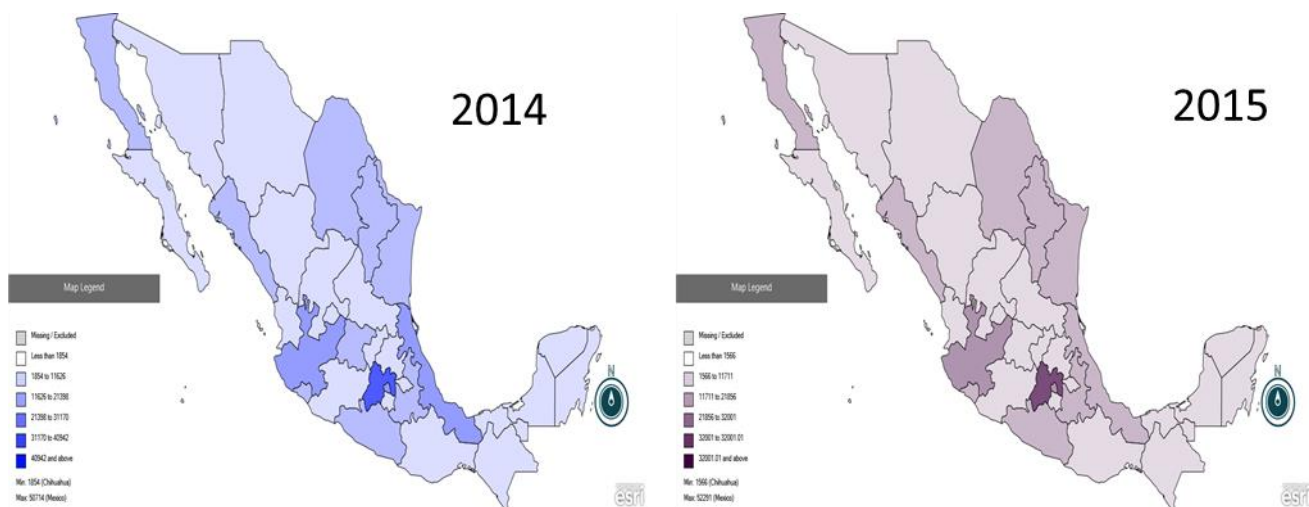 2014
Map Legend
Missing / Excluded
Less than 1854
1854 to 11626
11626 to 21398
21398 to 31170
31170 to 40942
40942 and above
Min: 1854 (Chihuahua)
Max: 50714 (Mexico)
N
esri
2015
Map Legend
Missing / Excluded
Less than 1566
1566 to 11711
11711 to 21856
21856 to 32001
32001 to 32001.01
32001.01 and above
Min: 1566 (Chihuahua)
Max: 52291 (Mexico)
N
esri